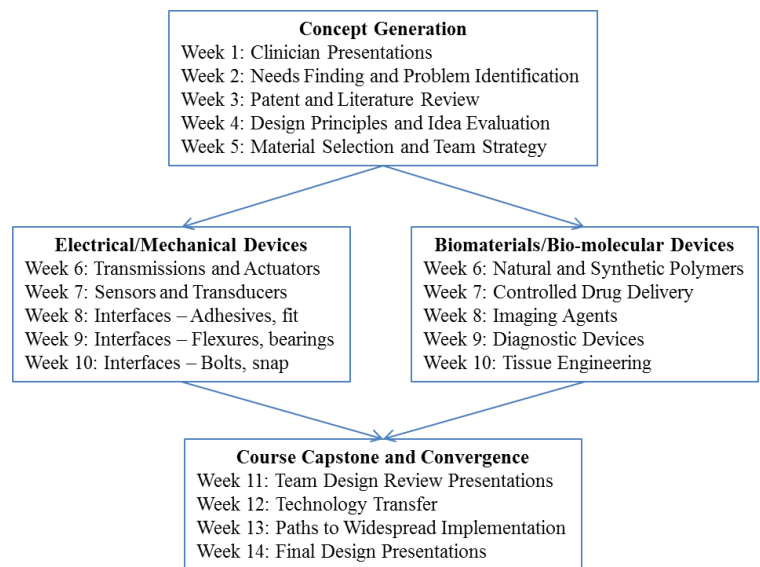 Concept Generation
Week 1: Clinician Presentations
Week 2: Needs Finding and Problem Identification
Week 3: Patent and Literature Review
Week 4: Design Principles and Idea Evaluation
Week 5: Material Selection and Team Strategy
Electrical/Mechanical Devices
Week 6: Transmissions and Actuators
Week 7: Sensors and Transducers
Week 8: Interfaces – Adhesives, fit
Week 9: Interfaces – Flexures, bearings
Week 10: Interfaces – Bolts, snap
Biomaterials/Bio-molecular Devices
Week 6: Natural and Synthetic Polymers
Week 7: Controlled Drug Delivery
Week 8: Imaging Agents
Week 9: Diagnostic Devices
Week 10: Tissue Engineering
Course Capstone and Convergence
Week 11: Team Design Review Presentations
Week 12: Technology Transfer
Week 13: Paths to Widespread Implementation
Week 14: Final Design Presentations